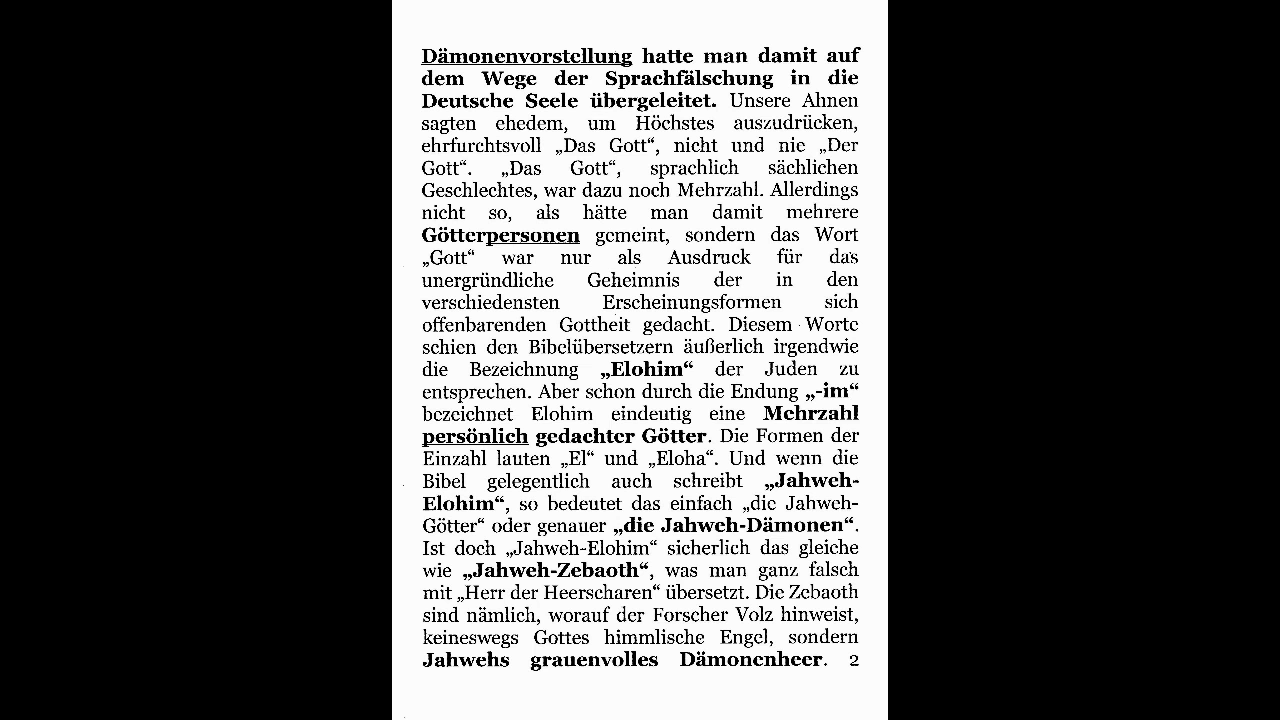 Dämonenvorstellung hatte man damit auf
dem Wege der Sprachfälschung in die
Deutsche Seele übergeleitet. Unsere Ahnen
sagten ehedem, um Höchstes auszudrücken,
ehrfurchtsvoll „Das Gott“, nicht und nie „Der
Gott“. „Das Gott“, sprachlich sächlichen
Geschlechtes, war dazu noch Mehrzahl. Allerdings
nicht so, als hätte man damit mehrere
Götterpersonen gemeint, sondern das Wort
„Gott“ war nur als Ausdruck für das
unergründliche Geheimnis der in den
verschiedensten Erscheinungsformen sich
offenbarenden Gottheit gedacht. Diesem Worte
schien den Bibelübersetzern äußerlich irgendwie
die Bezeichnung „Elohim“ der Juden zu
entsprechen. Aber schon durch die Endung „-im“
bezeichnet Elohim eindeutig eine Mehrzahl
persönlich gedachter Götter. Die Formen der
Einzahl lauten „El“ und „Eloha“. Und wenn die
Bibel gelegentlich auch schreibt „Jahweh-
Elohim“, so bedeutet das einfach „die Jahweh-
Götter“ oder genauer „die Jahweh-Dämonen“.
Ist doch „Jahweh-Elohim“ sicherlich das gleiche
wie „Jahweh-Zebaoth“, was man ganz falsch
mit „Herr der Heerscharen“ übersetzt. Die Zebaoth
sind nämlich, worauf der Forscher Volz hinweist,
keineswegs Gottes himmlische Engel, sondern
Jahwehs grauenvolles Dämonenheer. 2